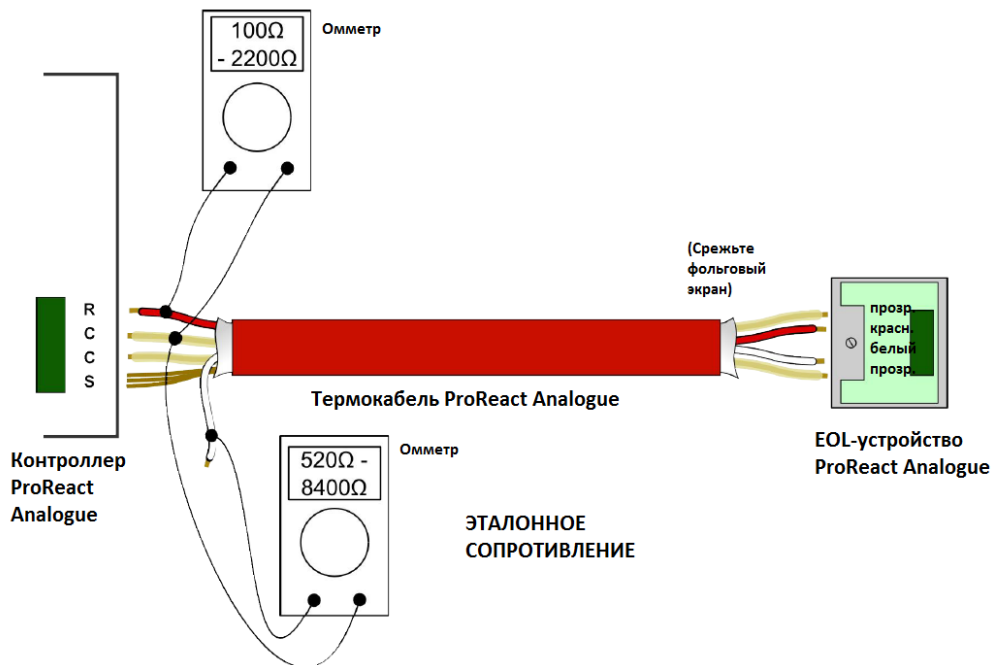 100Ω
- 2200Ω
Омметр
(Срежьте
фольговый
экран)
R
C
C
S
прозр.
красн.
белый
прозр.
Термокабель ProReact Analogue
EOL-устройство
ProReact Analogue
Контроллер
ProReact
Analogue
520Ω -
8400Ω
Омметр
ЭТАЛОННОЕ
СОПРОТИВЛЕНИЕ